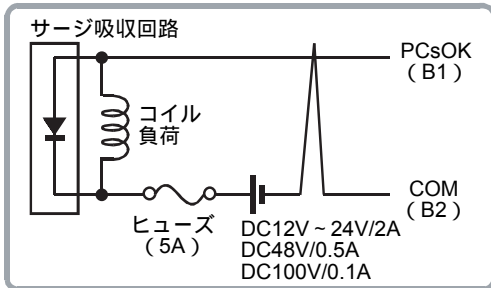 サージ吸収回路
PCsOK
（B1）
コイル
負荷
COM
（B2）
ヒューズ
（5A）
DC12V ~ 24V/2A
DC48V/0.5A
DC100V/0.1A